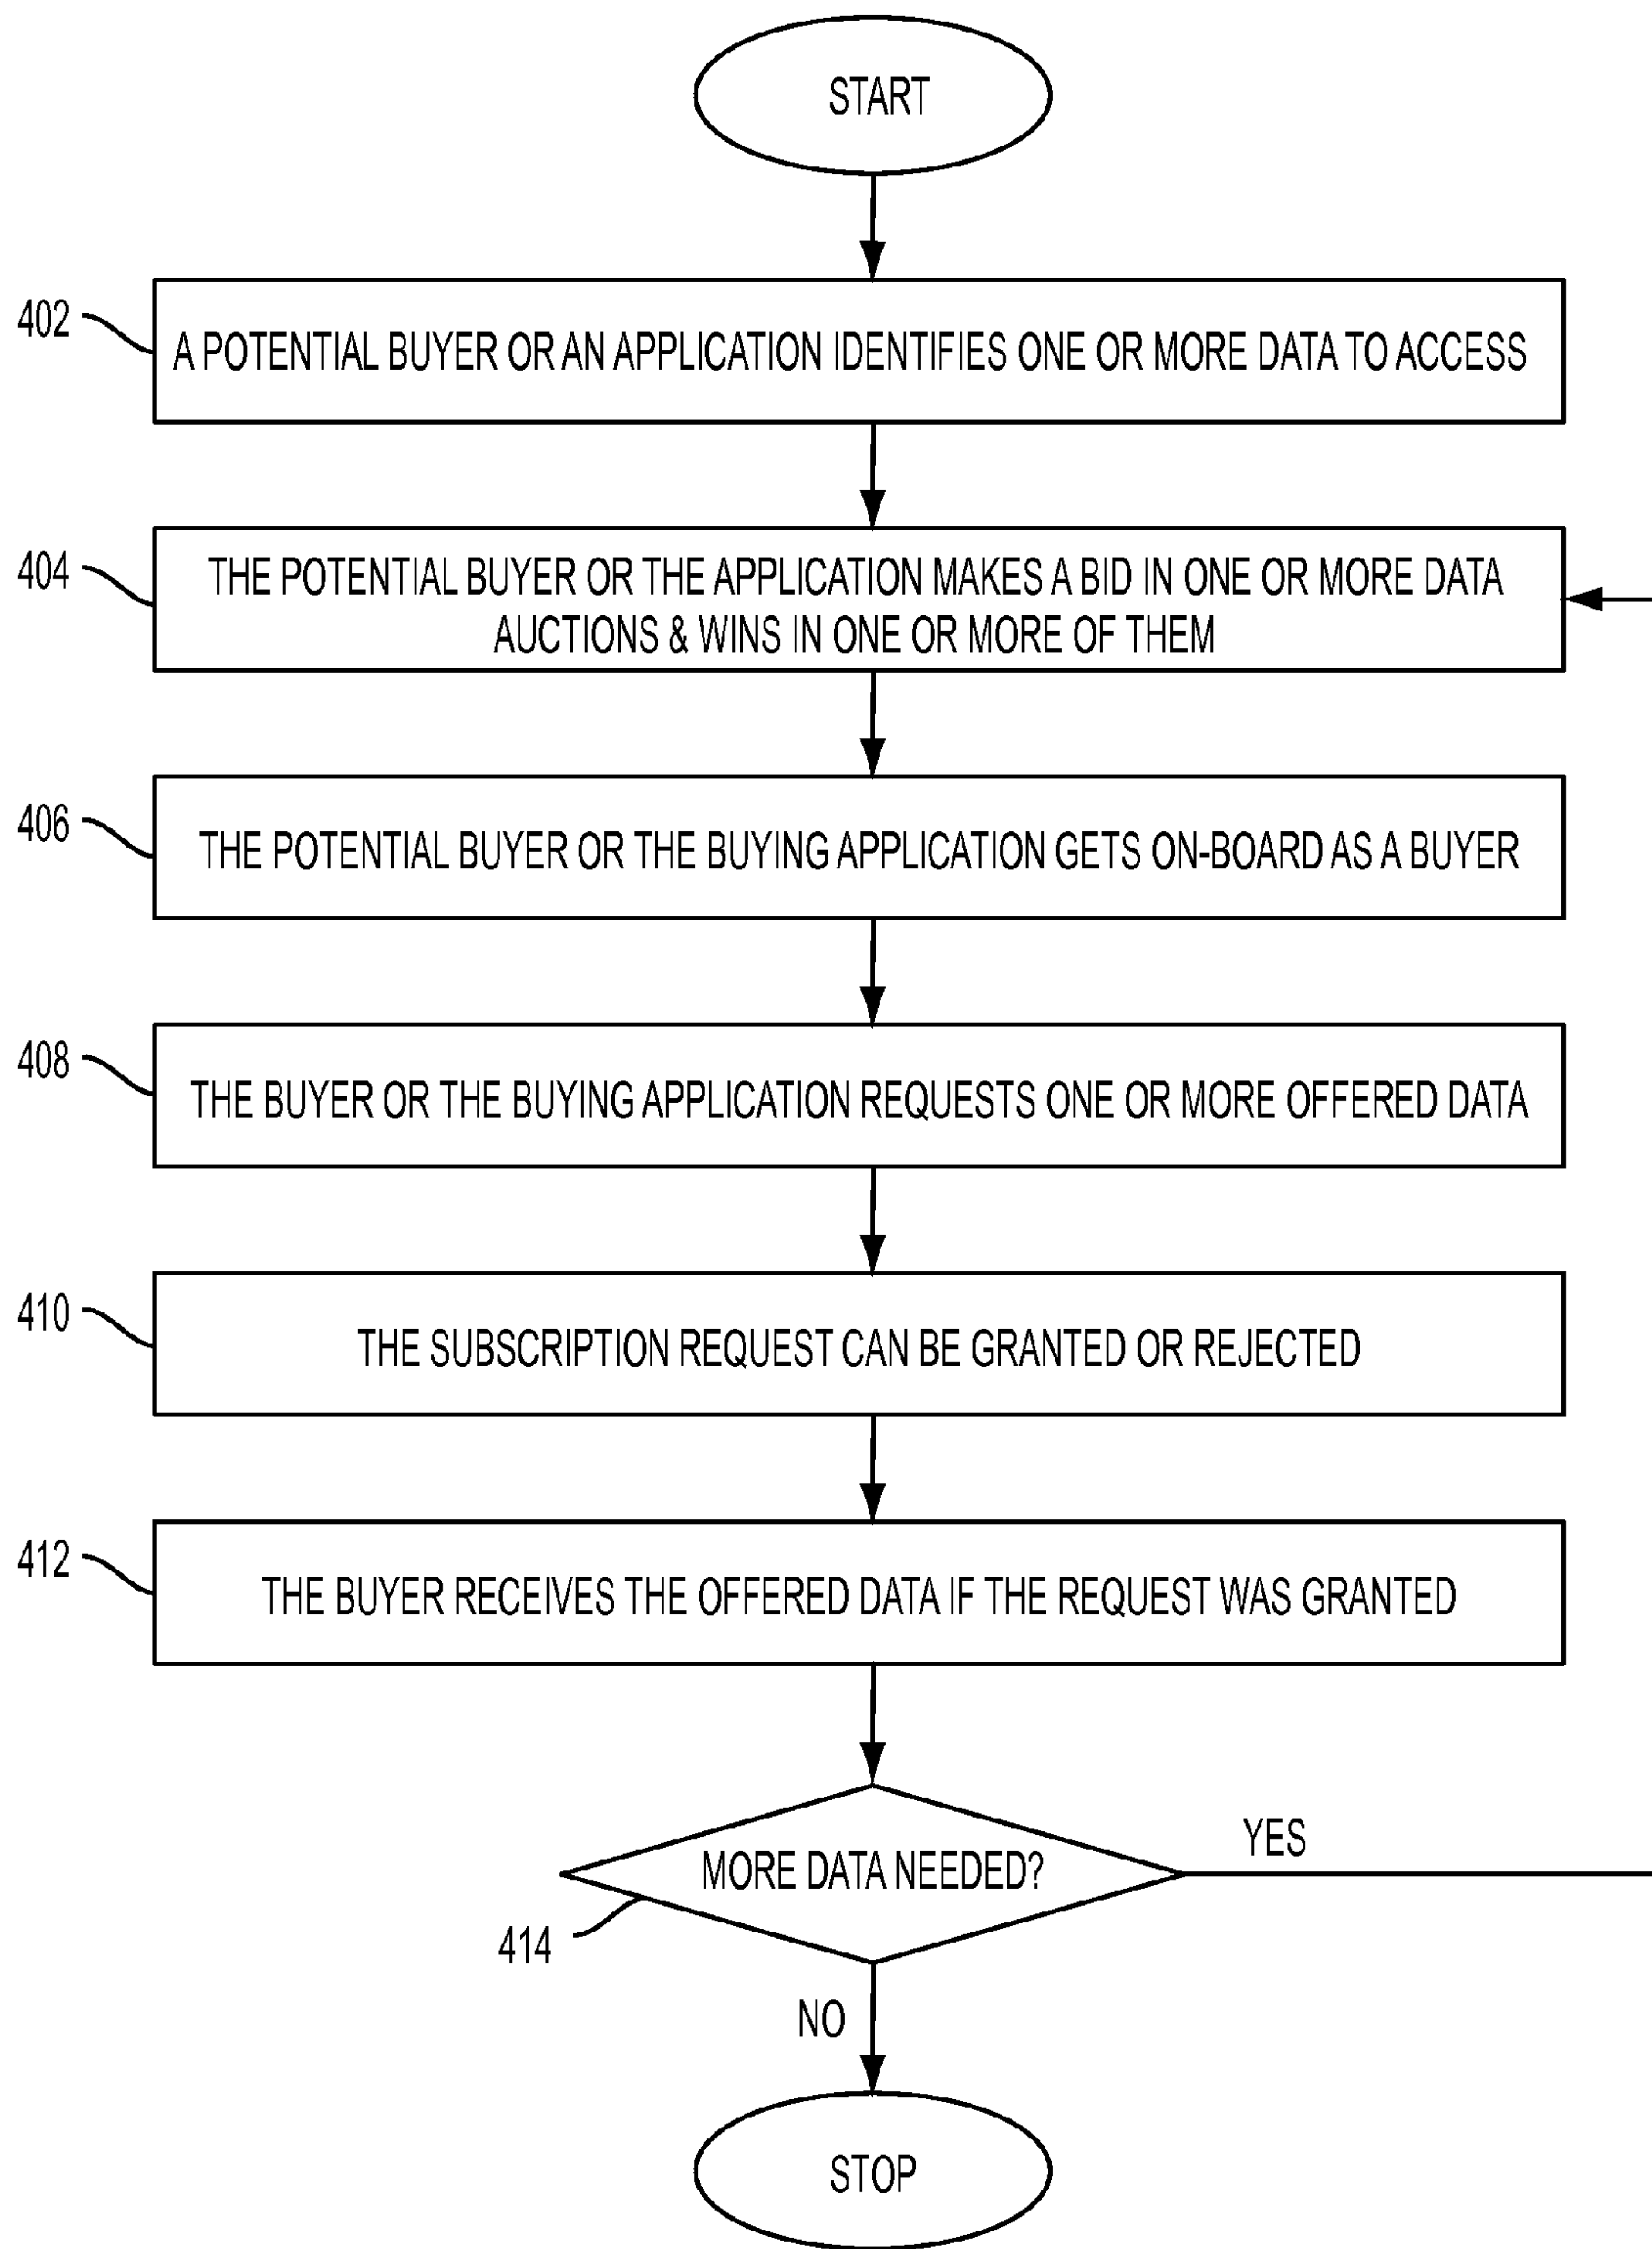 START
402
A POTENTIAL BUYER OR AN APPLICATION IDENTIFIES ONE OR MORE DATA TO ACCESS
404
THE POTENTIAL BUYER OR THE APPLICATION MAKES A BID IN ONE OR MORE DATA
AUCTIONS & WINS IN ONE OR MORE OF THEM
406
THE POTENTIAL BUYER OR THE BUYING APPLICATION GETS ON-BOARD AS A BUYER
408
THE BUYER OR THE BUYING APPLICATION REQUESTS ONE OR MORE OFFERED DATA
410
THE SUBSCRIPTION REQUEST CAN BE GRANTED OR REJECTED
412
THE BUYER RECEIVES THE OFFERED DATA IF THE REQUEST WAS GRANTED
YES
MORE DATA NEEDED?
414
NO
STOP